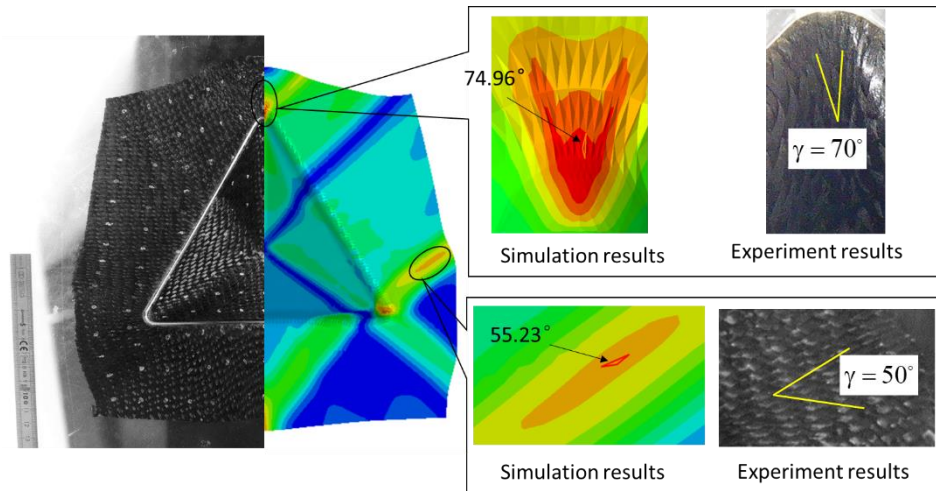 74.96°
γ = 70°
Simulation results
Experiment results
55.23°
γ = 50°
Simulation results
Experiment results